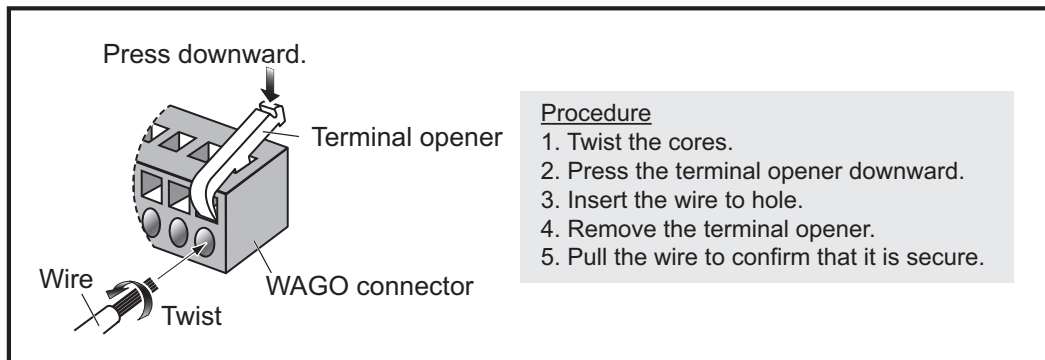 Press downward.
Terminal opener
Wire
Twist
WAGO connector
Procedure
1. Twist the cores.
2. Press the terminal opener downward.
3. Insert the wire to hole.
4. Remove the terminal opener.
5. Pull the wire to confirm that it is secure.